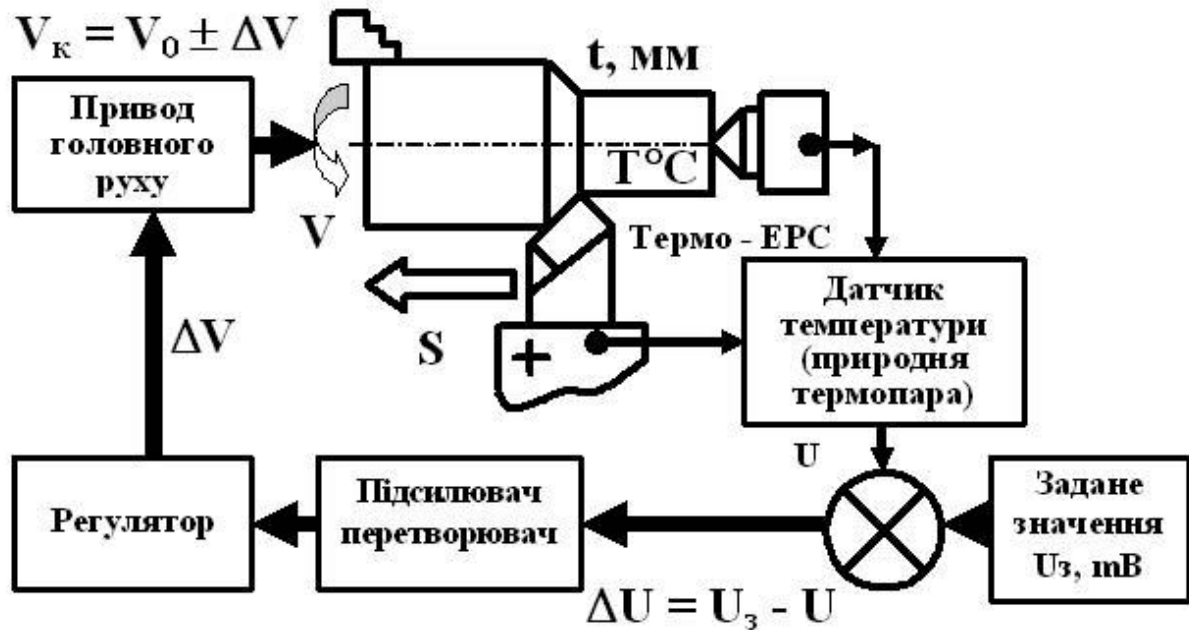 Vк = V0 ± ΔV
t, мм
Привод
головного
руху
V
T°C
Термо - ЕРС
S
ΔV
Датчик
температури
(природня
термопара)
U
Регулятор
Підсилювач
перетворювач
Задане
значення
Uз, mВ
ΔU = Uз - U